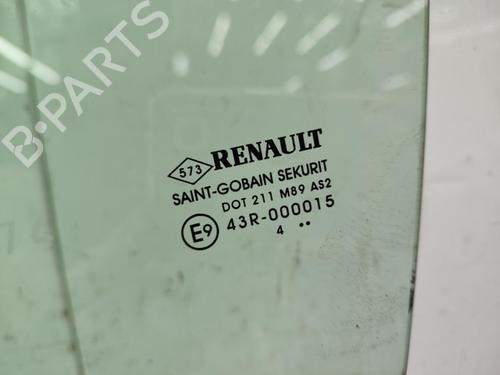 B-PARTS
573 RENAULT
SAINT-GOBAIN SEKURIT
DOT 211 M89 AS2
E9 43R-000015
4 ..